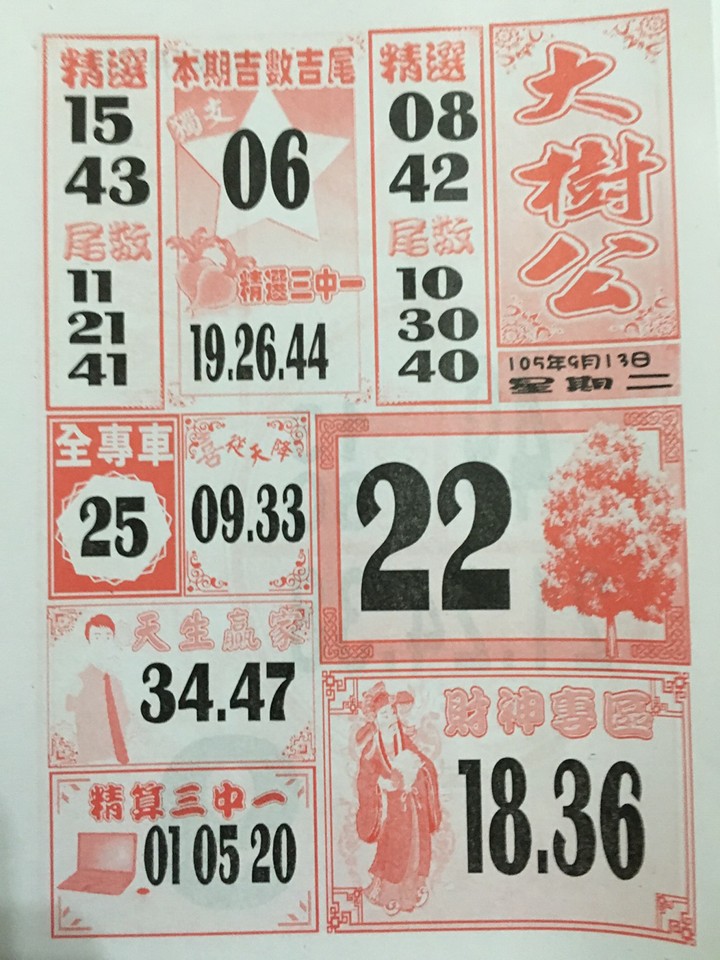 大樹公
105年9月13日
星期二
精選
08
42
尾数
10
30
40
本期吉數吉尾
獨支
06
精選三中一
19.26.44
精選
15
43
尾数
11
21
41
全專車
25
喜從天降
09.33
22
天生贏家
34.47
財神專區
18.36
精算三中一
01 05 20